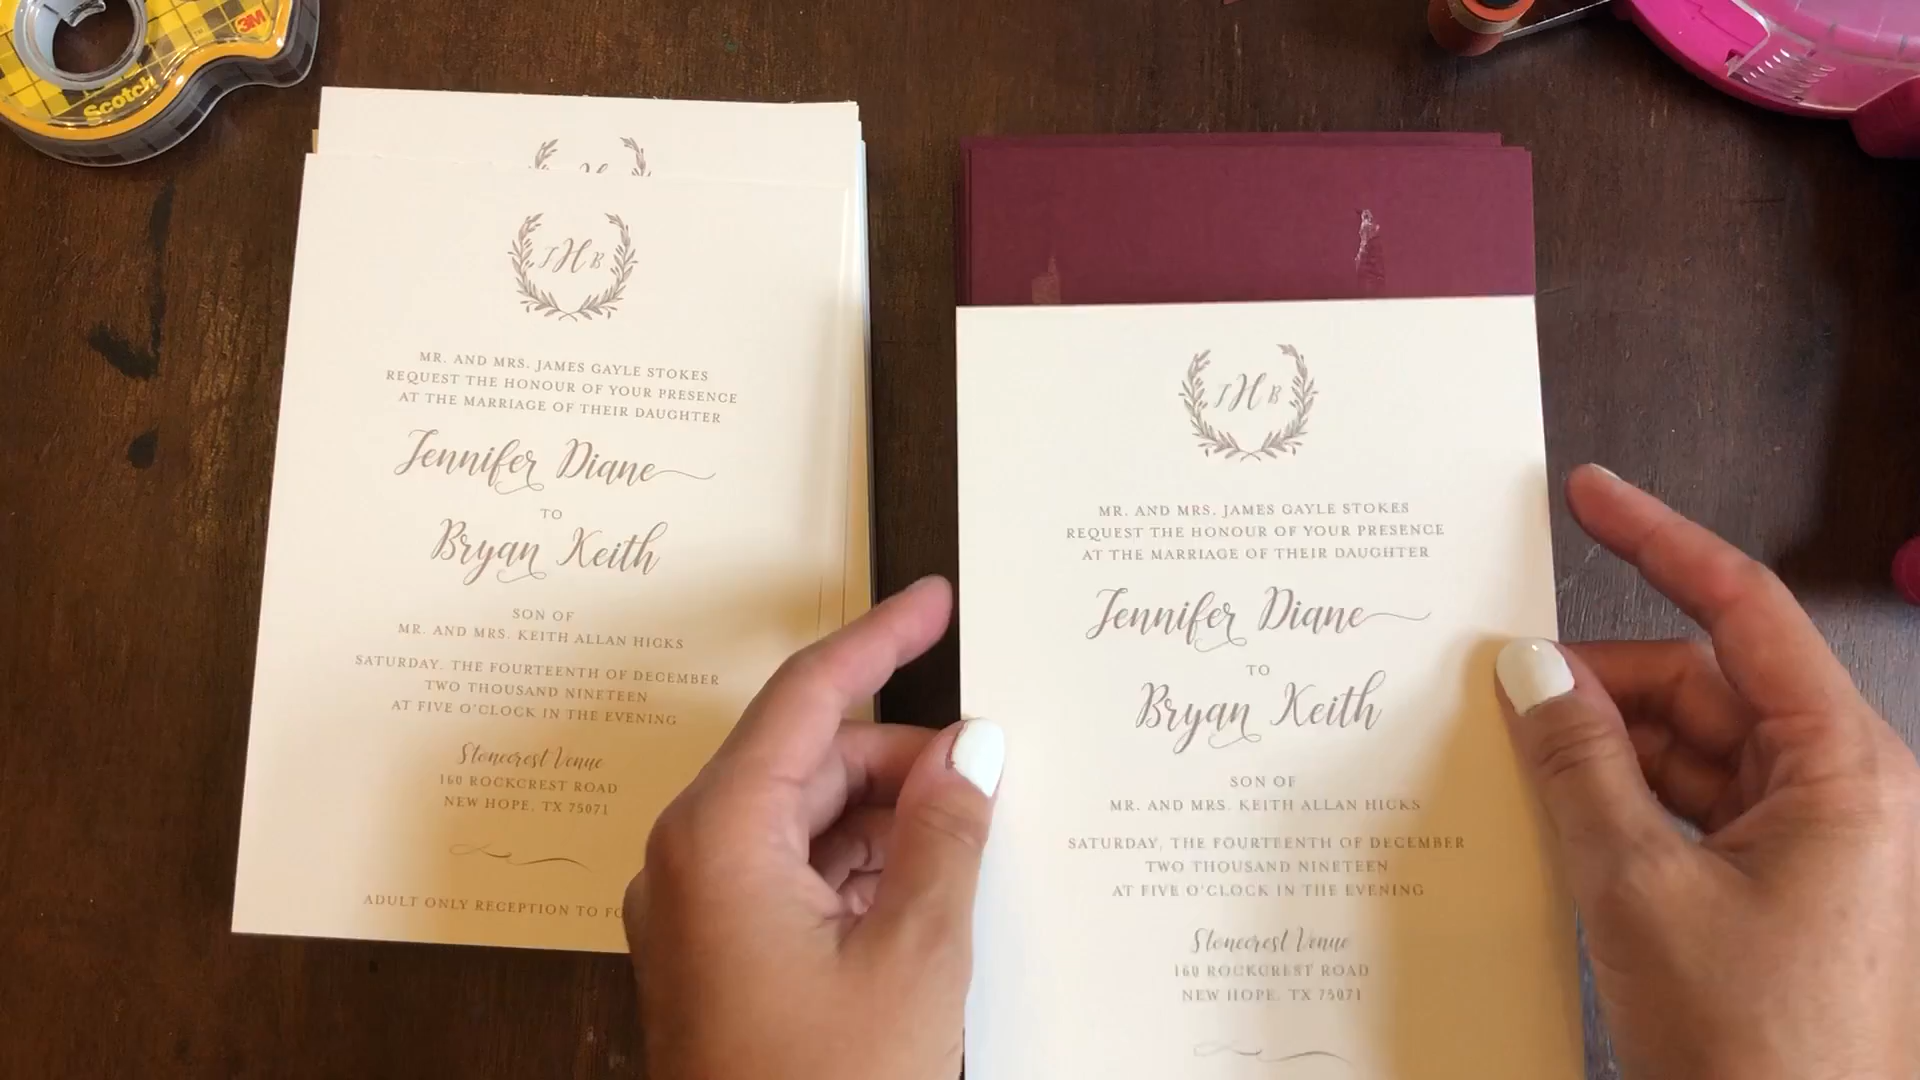 Scotch
3M
J H B
MR. AND MRS. JAMES GAYLE STOKES
REQUEST THE HONOUR OF YOUR PRESENCE
AT THE MARRIAGE OF THEIR DAUGHTER
Jennifer Diane
TO
Bryan Keith
SON OF
MR. AND MRS. KEITH ALLAN HICKS
SATURDAY, THE FOURTEENTH OF DECEMBER
TWO THOUSAND NINETEEN
AT FIVE O'CLOCK IN THE EVENING
Stonecrest Venue
160 ROCKCREST ROAD
NEW HOPE, TX 75071
ADULT ONLY RECEPTION TO
J H B
MR. AND MRS. JAMES GAYLE STOKES
REQUEST THE HONOUR OF YOUR PRESENCE
AT THE MARRIAGE OF THEIR DAUGHTER
Jennifer Diane
TO
Bryan Keith
SON OF
MR. AND MRS. KEITH ALLAN HICKS
SATURDAY, THE FOURTEENTH OF DECEMBER
TWO THOUSAND NINETEEN
AT FIVE O'CLOCK IN THE EVENING
Stonecrest Venue
160 ROCKCREST ROAD
NEW HOPE, TX 75071